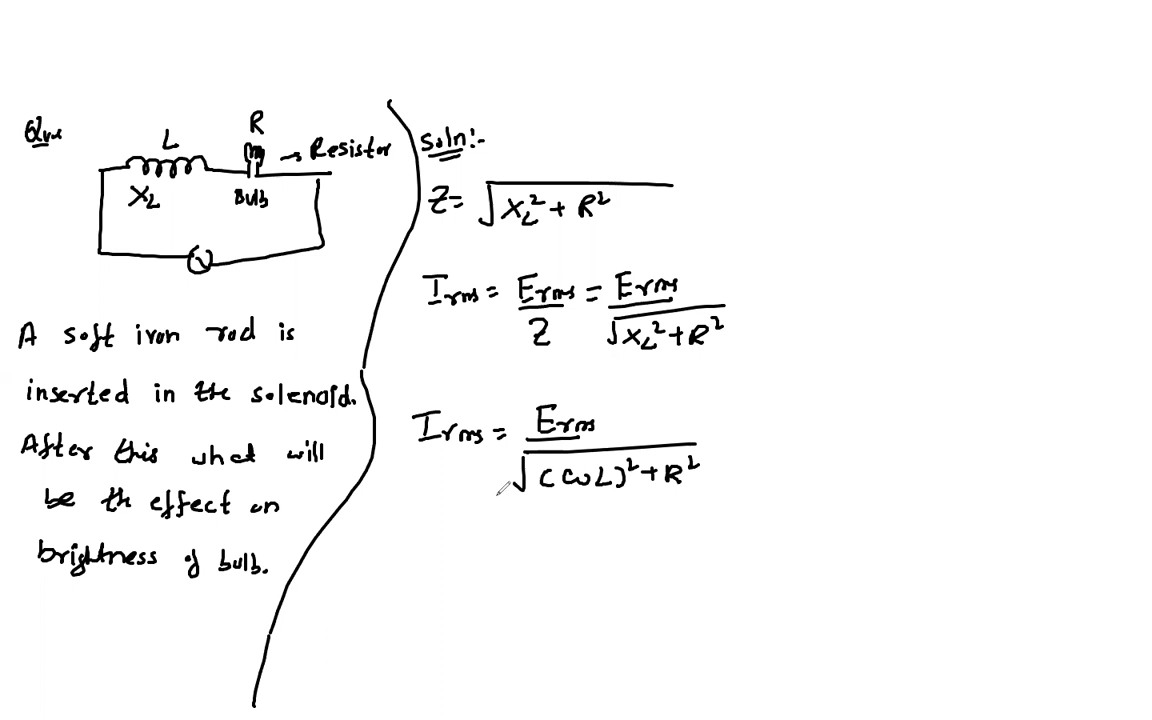 Que
L
R
→ Resistor
X_L
Bulb
A soft iron rod is
inserted in the solenoid.
After this what will
be th effect on
brightness of bulb.
Soln:-
Z = √(X_L² + R²)
I_rms = E_rms / Z = E_rms / √(X_L² + R²)
I_rms = E_rms / √((ωL)² + R²)